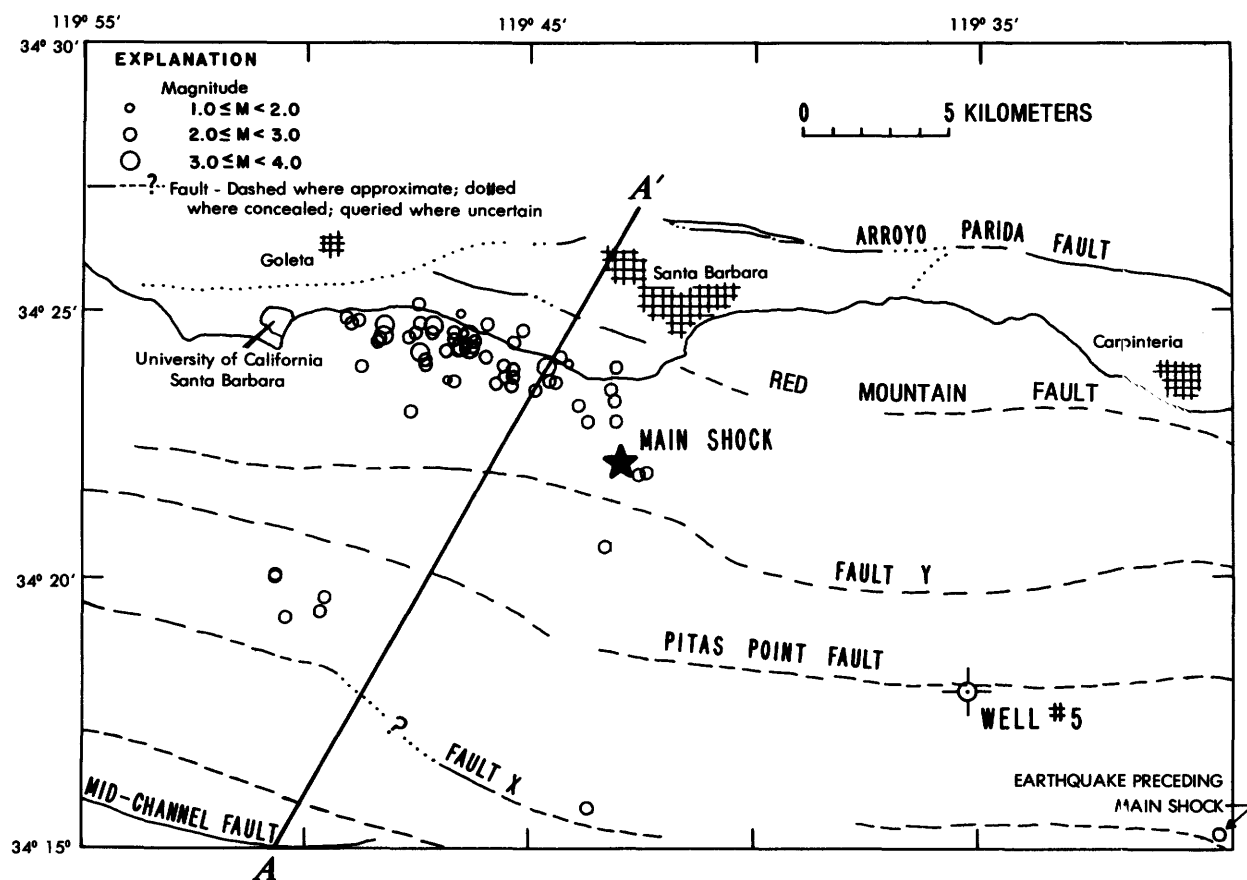 119° 55′ 119° 45′ 119° 35′
34° 30′
EXPLANATION
Magnitude
1.0 ≤ M < 2.0
2.0 ≤ M < 3.0
3.0 ≤ M < 4.0
? Fault - Dashed where approximate; dotted
where concealed; queried where uncertain
0 5 KILOMETERS
A′
ARROYO PARIDA FAULT
Goleta
Santa Barbara
34° 25′
University of California
Santa Barbara
Carpinteria
RED MOUNTAIN FAULT
MAIN SHOCK
34° 20′
FAULT Y
PITAS POINT FAULT
WELL #5
?
FAULT X
EARTHQUAKE PRECEDING
MAIN SHOCK
MID-CHANNEL FAULT
34° 15′
A